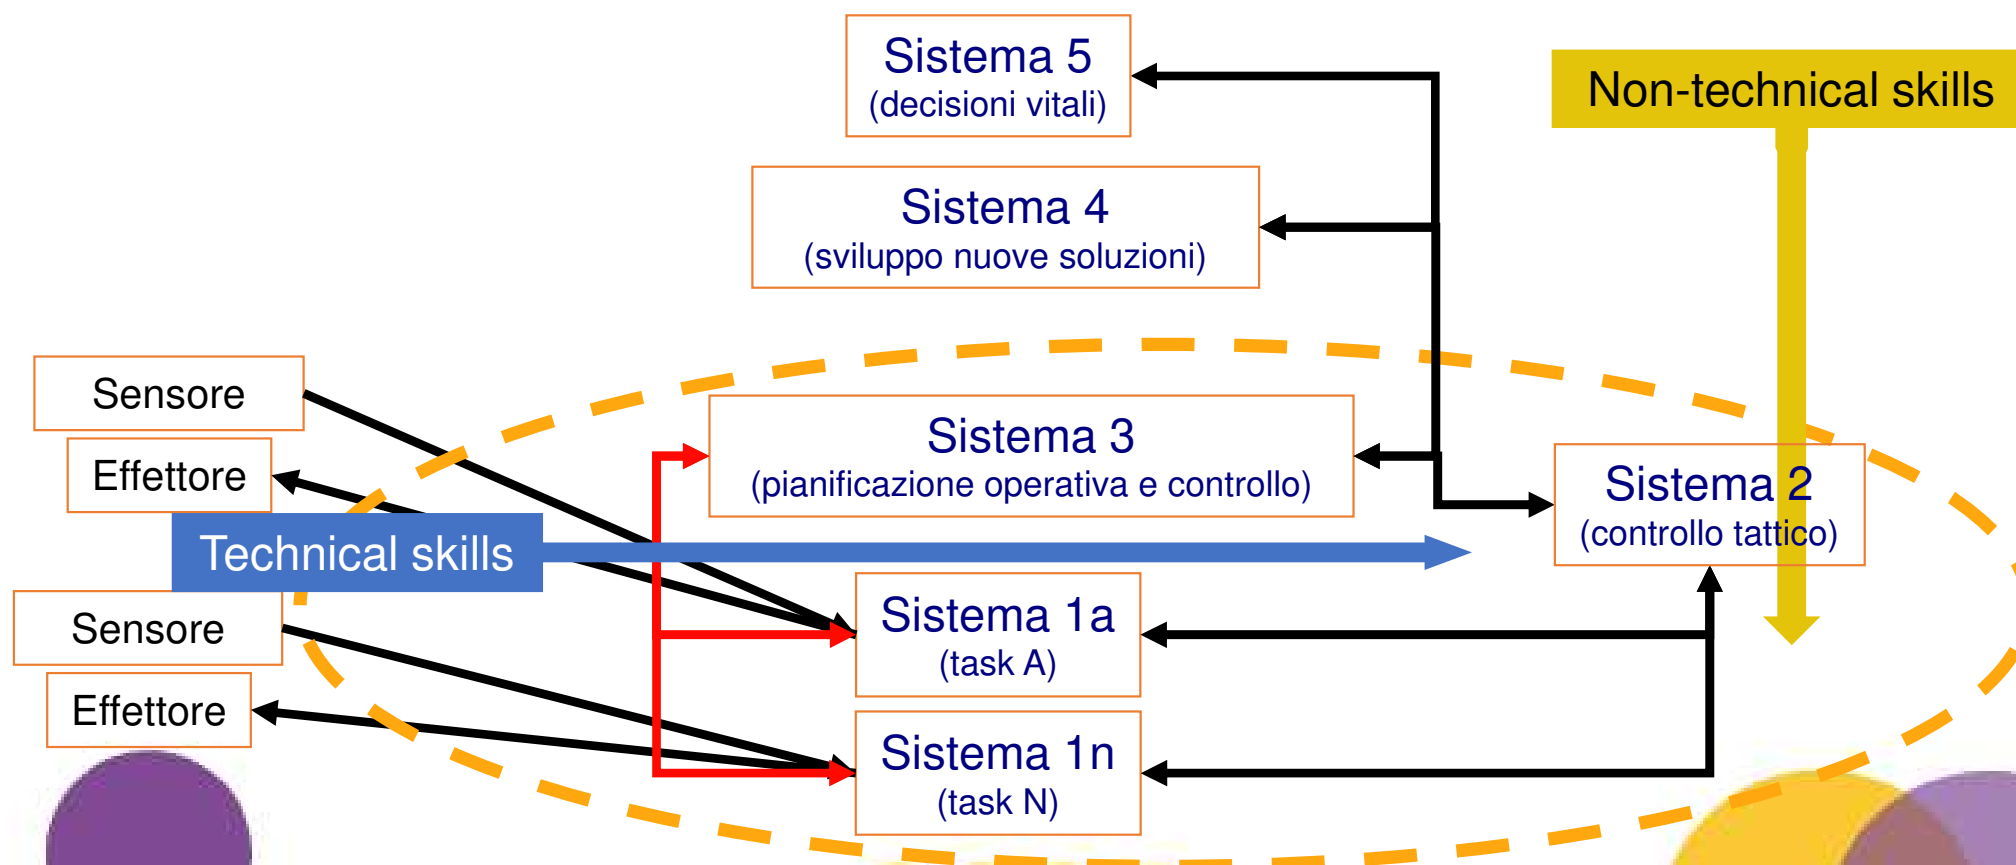 Sistema 5
(decisioni vitali)
Non-technical skills
Sistema 4
(sviluppo nuove soluzioni)
Sensore
Effettore
Sistema 3
(pianificazione operativa e controllo)
Sistema 2
(controllo tattico)
Technical skills
Sensore
Effettore
Sistema 1a
(task A)
Sistema 1n
(task N)